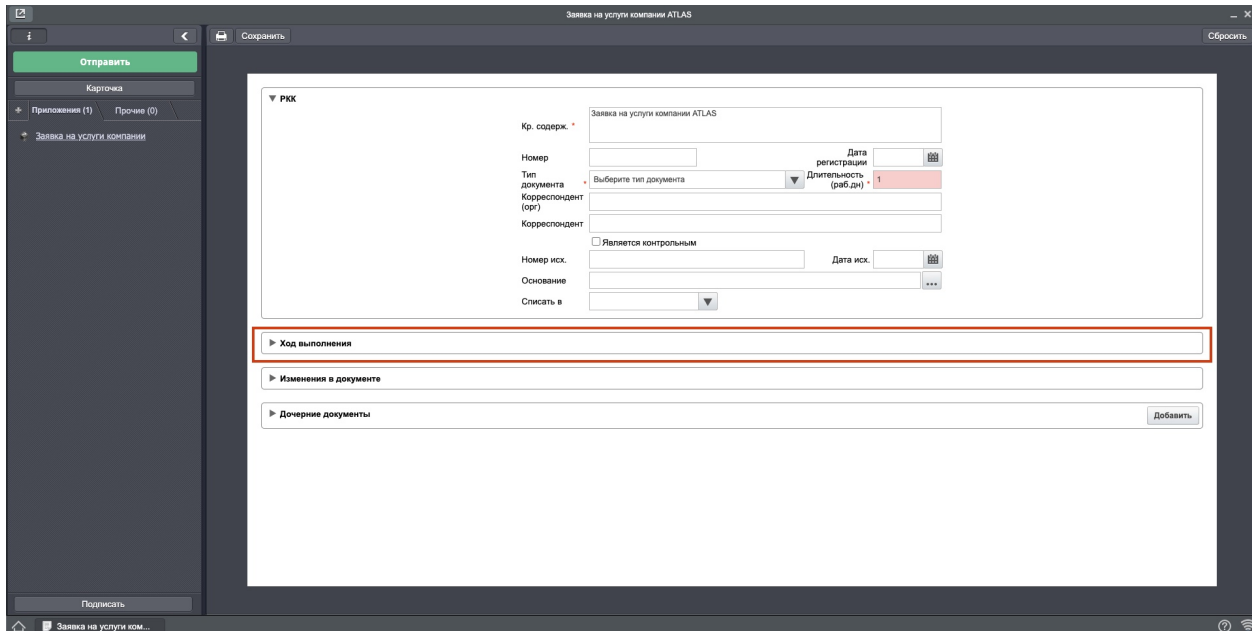 Заявка на услуги компании ATLAS
i
Сохранить
Сбросить
Отправить
Карточка
Приложения (1) Прочие (0)
Заявка на услуги компании
РКК
Кр. содерж. * Заявка на услуги компании ATLAS
Номер
Дата
регистрации
Тип
документа * Выберите тип документа
Длительность
(раб.дн) * 1
Корреспондент
(орг)
Корреспондент
Является контрольным
Номер исх. Дата исх.
Основание ...
Списать в
Ход выполнения
Изменения в документе
Дочерние документы Добавить
Подписать
Заявка на услуги ком...